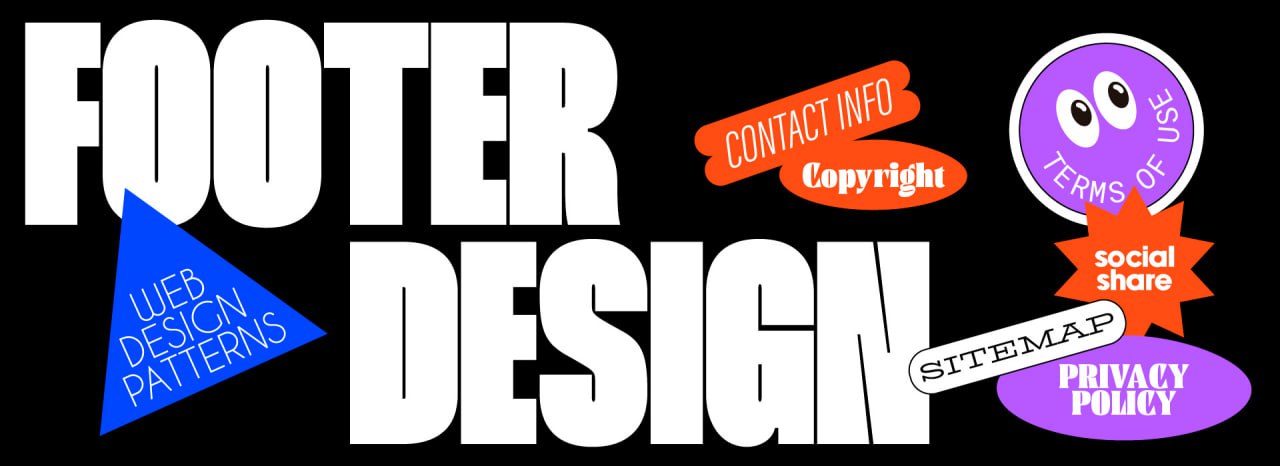 FOOTER
DESIGN
WEB
DESIGN
PATTERNS
CONTACT INFO
Copyright
TERMS OF USE
social
share
SITEMAP
PRIVACY
POLICY